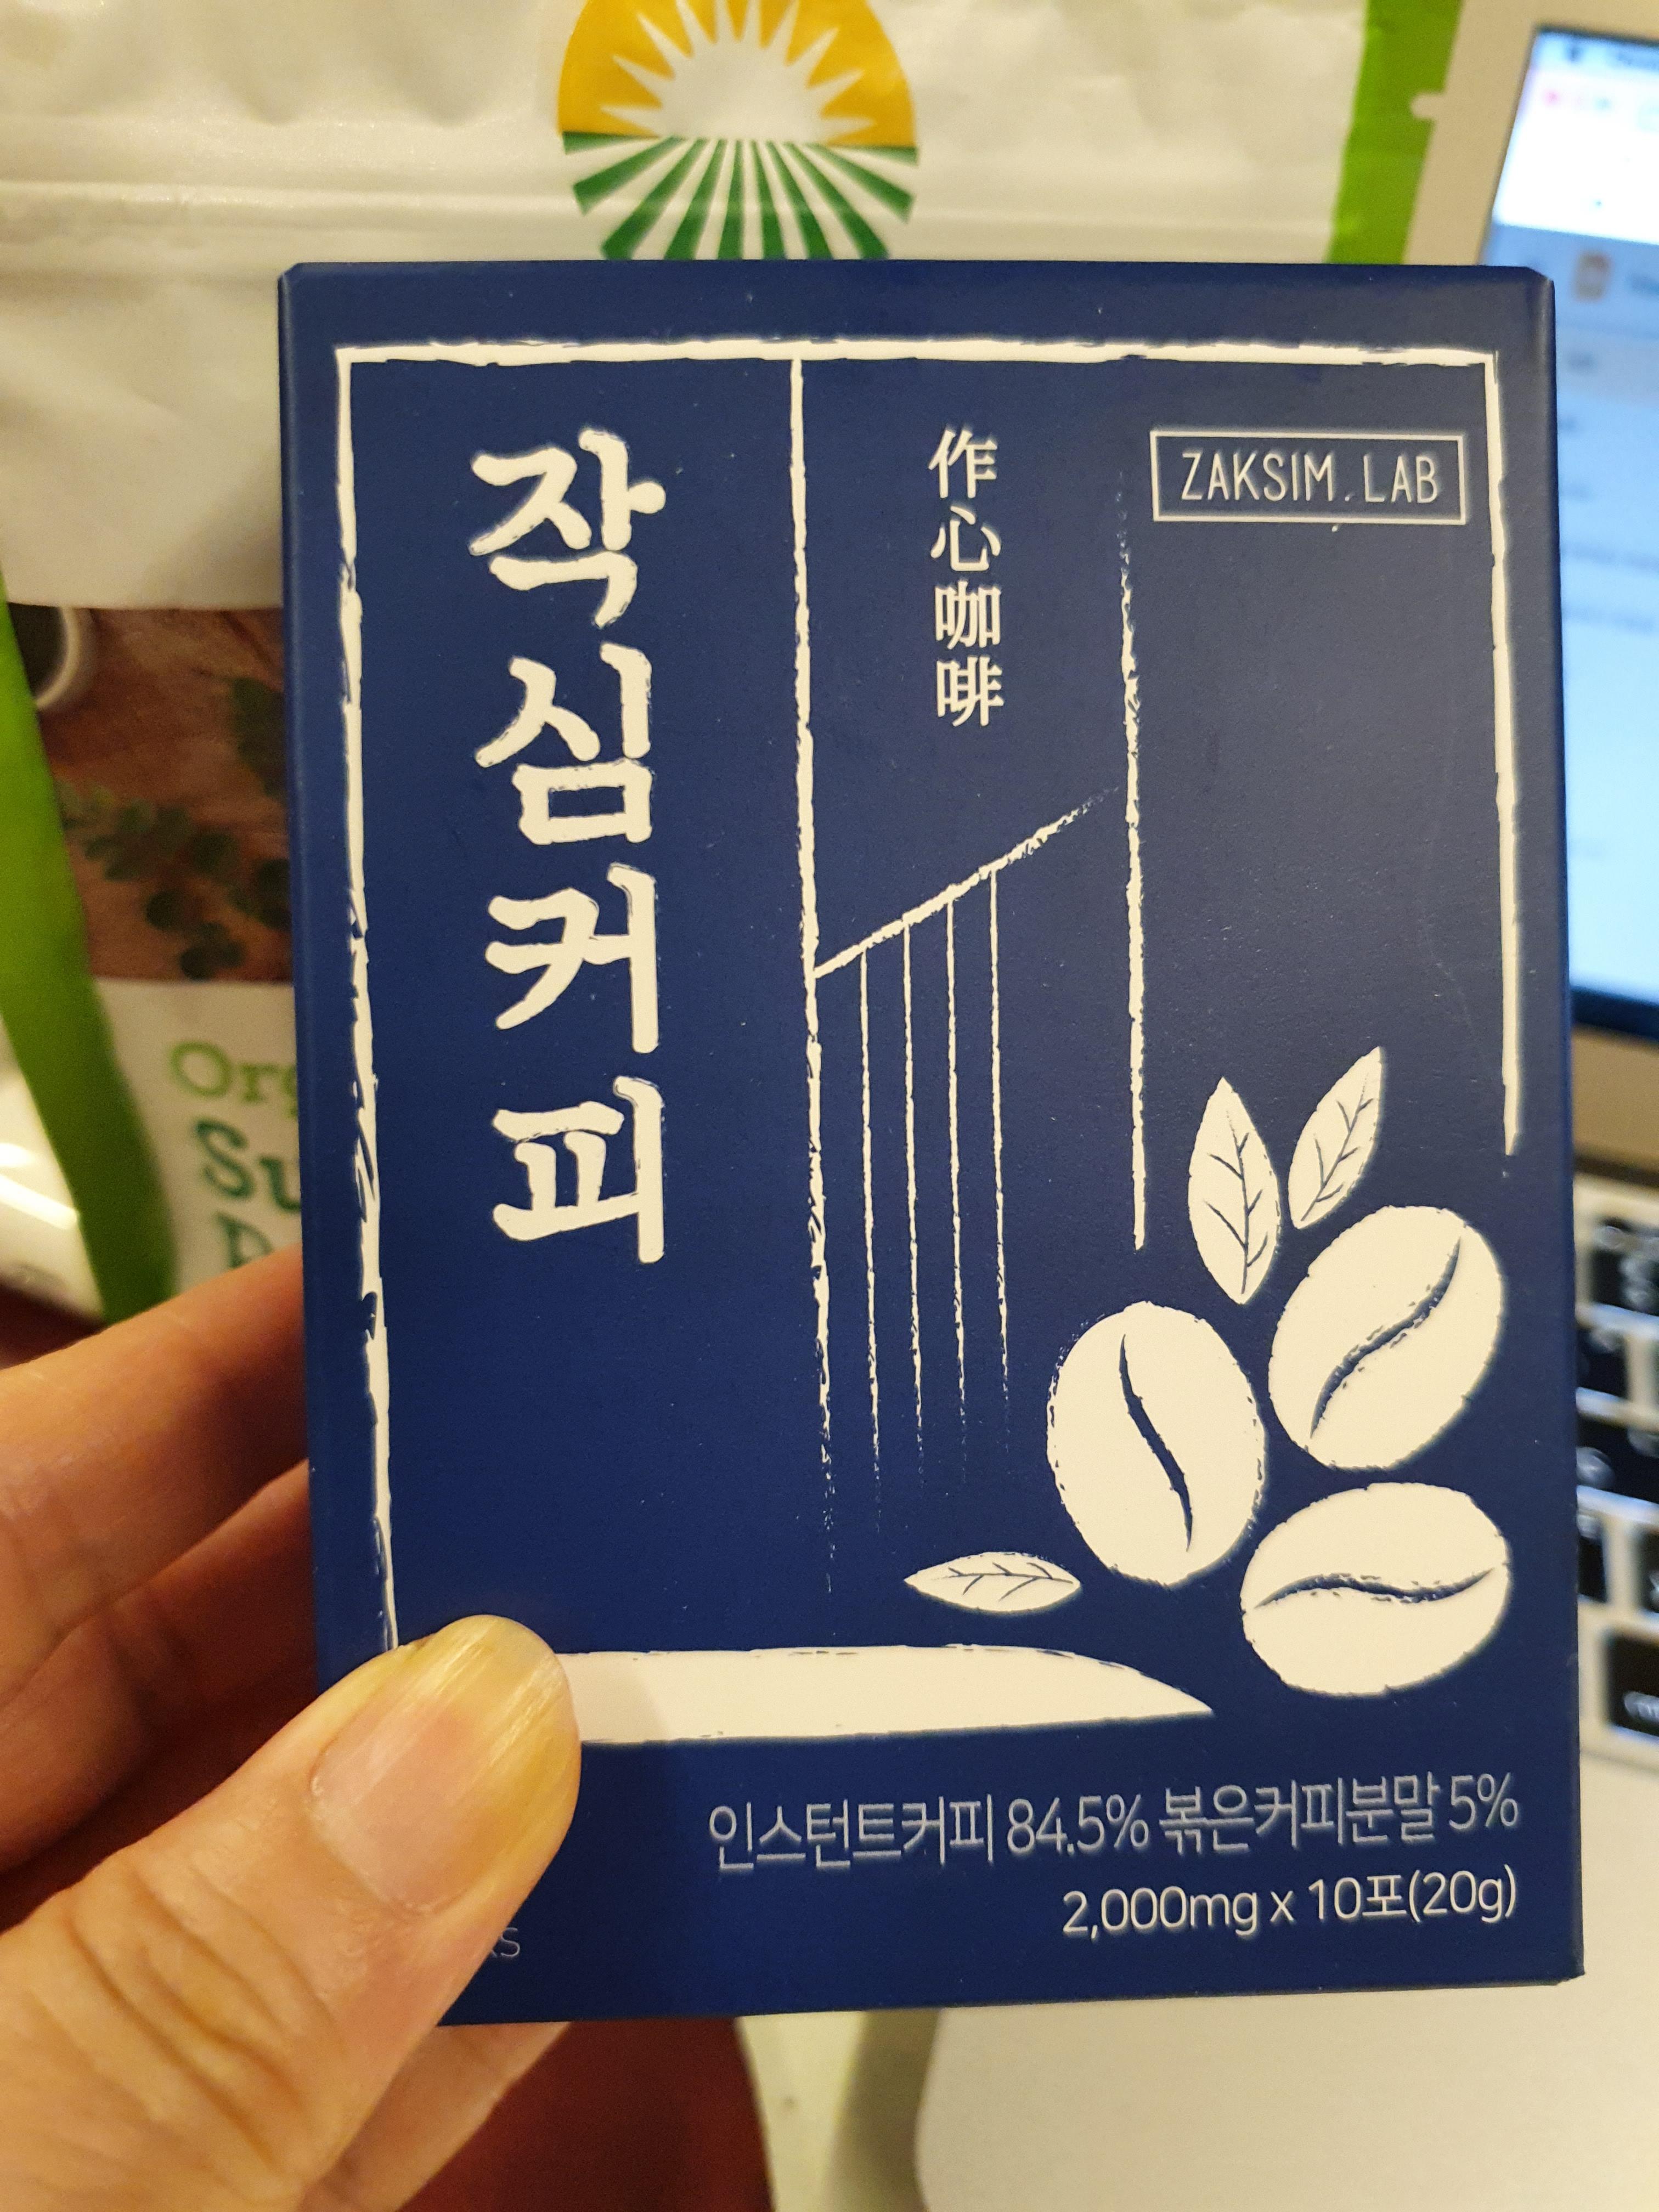 작심커피
作心咖啡
ZAKSIM.LAB
인스턴트커피 84.5% 볶은커피분말 5%
2,000mg x 10포(20g)